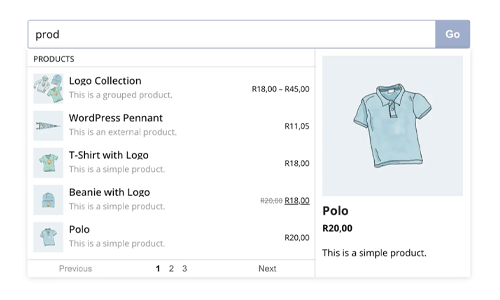 prod
Go
PRODUCTS
Logo Collection
This is a grouped product.
R18,00 – R45,00
WordPress Pennant
This is an external product.
R11,05
T-Shirt with Logo
This is a simple product.
R18,00
Beanie with Logo
This is a simple product.
R20,00 R18,00
Polo
This is a simple product.
R20,00
Previous 1 2 3 Next
Polo
R20,00
This is a simple product.